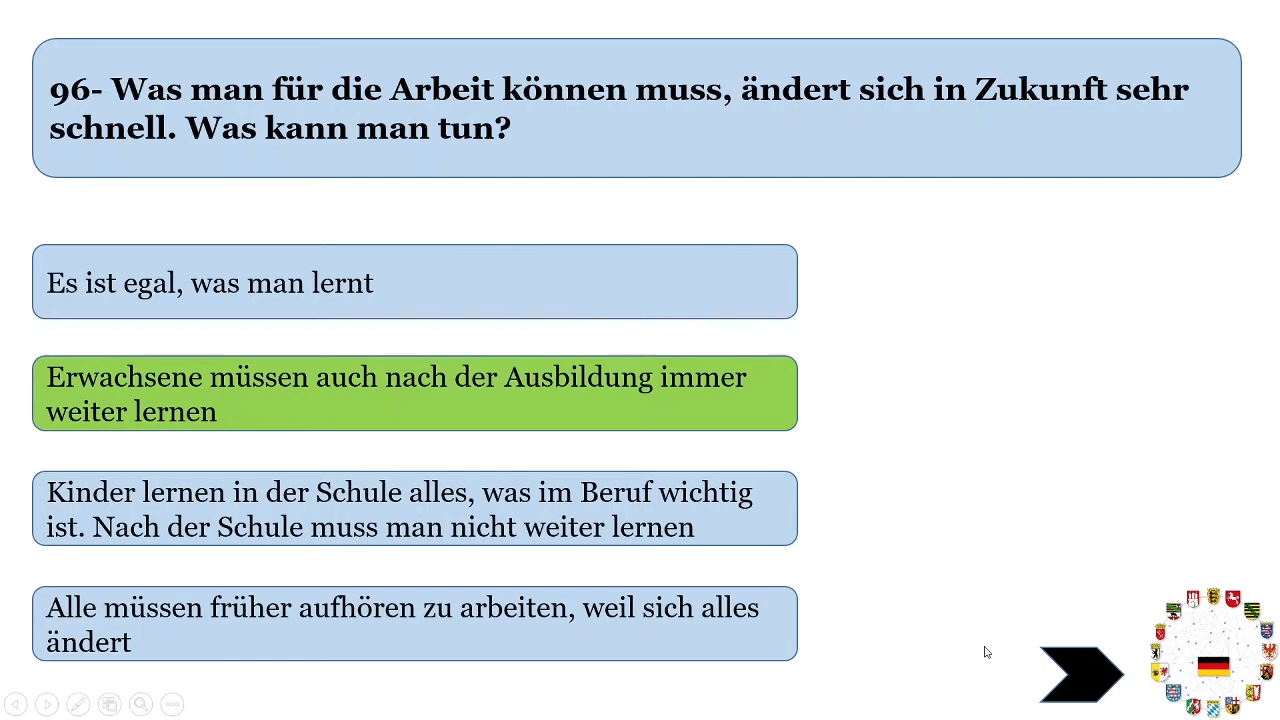 96- Was man für die Arbeit können muss, ändert sich in Zukunft sehr
schnell. Was kann man tun?
Es ist egal, was man lernt
Erwachsene müssen auch nach der Ausbildung immer
weiter lernen
Kinder lernen in der Schule alles, was im Beruf wichtig
ist. Nach der Schule muss man nicht weiter lernen
Alle müssen früher aufhören zu arbeiten, weil sich alles
ändert